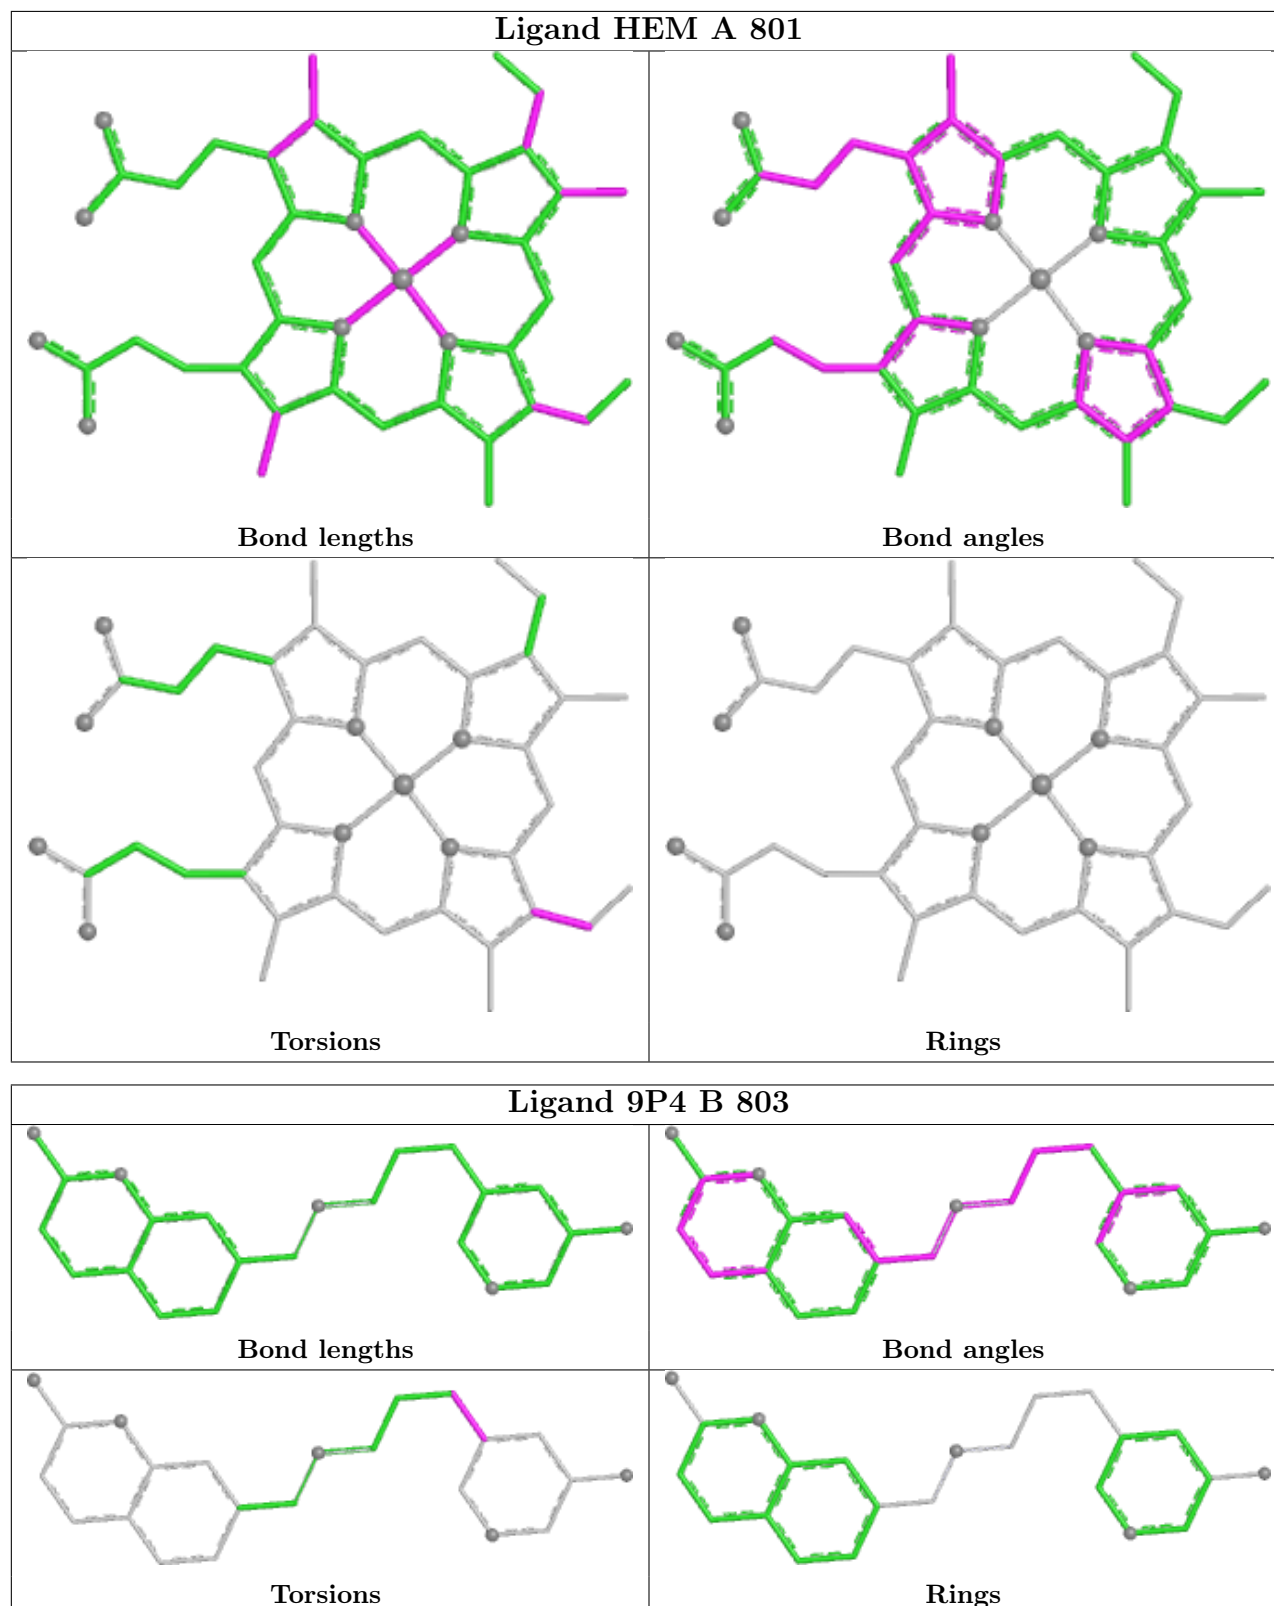 Ligand HEM A 801
Bond lengths
Bond angles
Torsions
Rings
Ligand 9P4 B 803
Bond lengths
Bond angles
Torsions
Rings